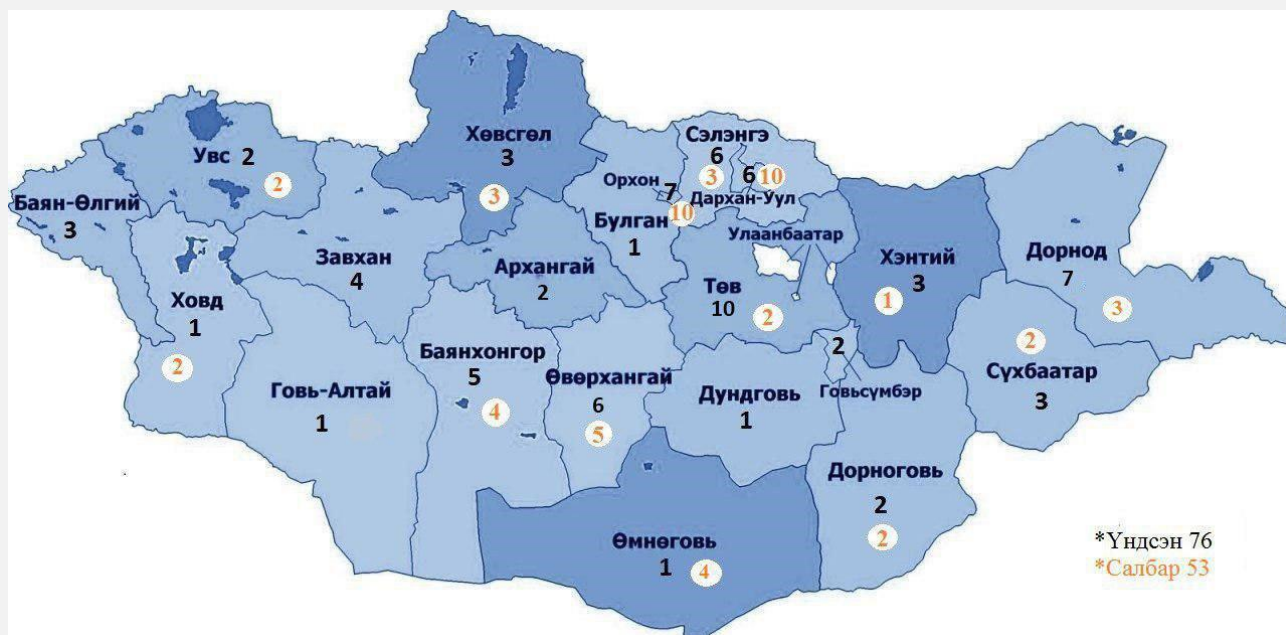 Хөвсгөл
3
3
Сэлэнгэ
6
3
6
10
Увс 2
2
Орхон
7
10
Дархан-Уул
Баян-Өлгий
3
Булган
1
Улаанбаатар
Завхан
4
Архангай
2
Хэнтий
3
1
Дорнод
7
3
Ховд
1
2
Төв
10
2
Баянхонгор
5
4
Өвөрхангай
6
5
2
Говьсүмбэр
2
Сүхбаатар
3
Говь-Алтай
1
Дундговь
1
Дорноговь
2
2
Өмнөговь
1
4
*Үндсэн 76
*Салбар 53